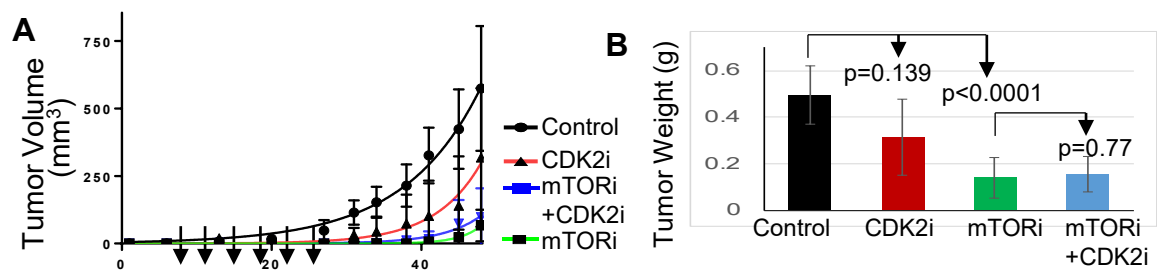 A
Tumor Volume
(mm³)
750
500
250
0
0
20
40
Control
CDK2i
mTORi
+CDK2i
mTORi
B
Tumor Weight (g)
0.6
0.4
0.2
0
p=0.139
p<0.0001
p=0.77
Control
CDK2i
mTORi
mTORi
+CDK2i